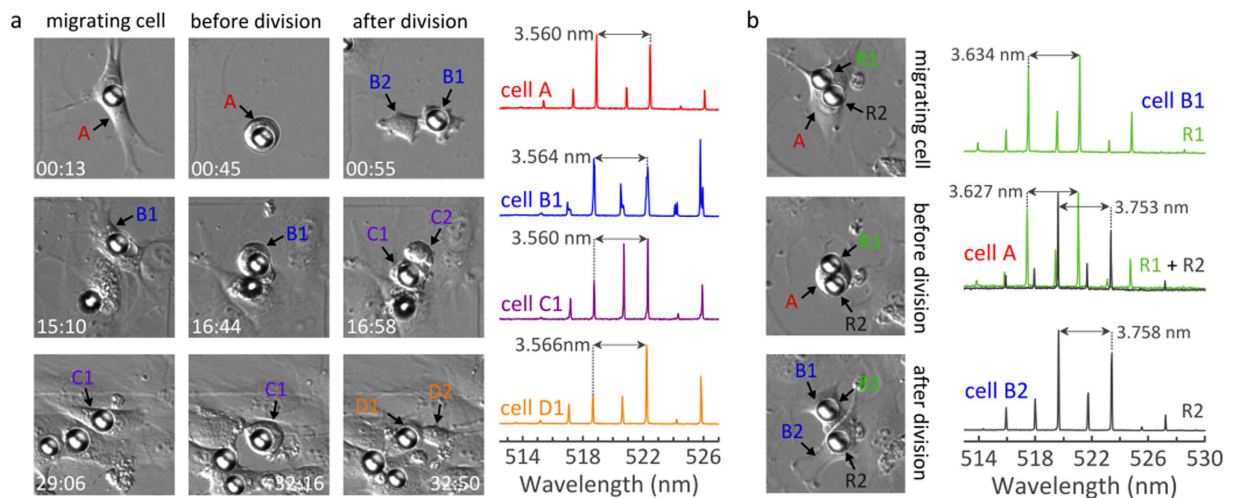 a
migrating cell
before division
after division
A
00:13
A
00:45
B2
B1
00:55
B1
15:10
B1
16:44
C1
C2
16:58
C1
29:06
C1
32:16
D1
D2
32:50
3.560 nm
cell A
3.564 nm
cell B1
3.560 nm
cell C1
3.566nm
cell D1
514 518 522 526
Wavelength (nm)
b
R1
R2
A
migrating cell
R1
A
R2
before division
B1
R1
B2
R2
after division
3.634 nm
cell B1
R1
3.627 nm
3.753 nm
cell A
R1 + R2
3.758 nm
cell B2
R2
514 518 522 526 530
Wavelength (nm)